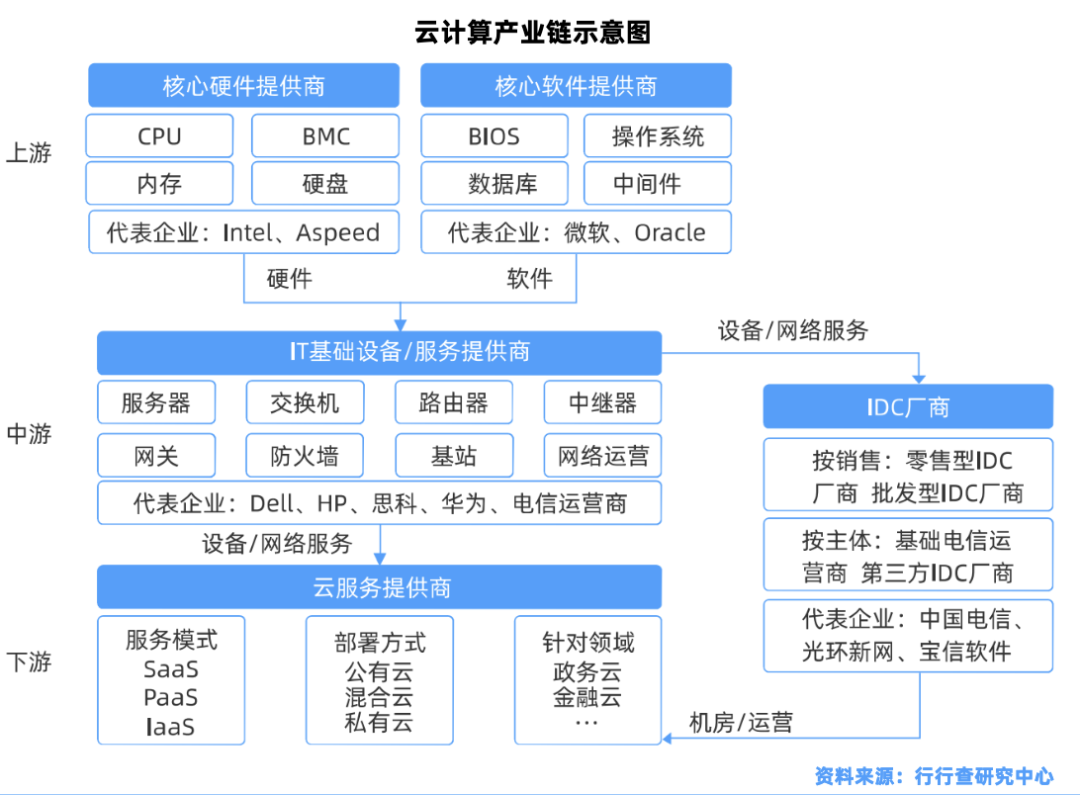 云计算产业链示意图
核心硬件提供商
核心软件提供商
上游
CPU
BMC
BIOS
操作系统
内存
硬盘
数据库
中间件
代表企业：Intel、Aspeed
代表企业：微软、Oracle
硬件
软件
IT基础设备/服务提供商
设备/网络服务
中游
服务器
交换机
路由器
中继器
网关
防火墙
基站
网络运营
代表企业：Dell、HP、思科、华为、电信运营商
IDC厂商
按销售：零售型IDC
厂商 批发型IDC厂商
按主体：基础电信运
营商 第三方IDC厂商
代表企业：中国电信、
光环新网、宝信软件
设备/网络服务
云服务提供商
下游
服务模式
SaaS
PaaS
IaaS
部署方式
公有云
混合云
私有云
针对领域
政务云
金融云
…
机房/运营
资料来源：行行查研究中心